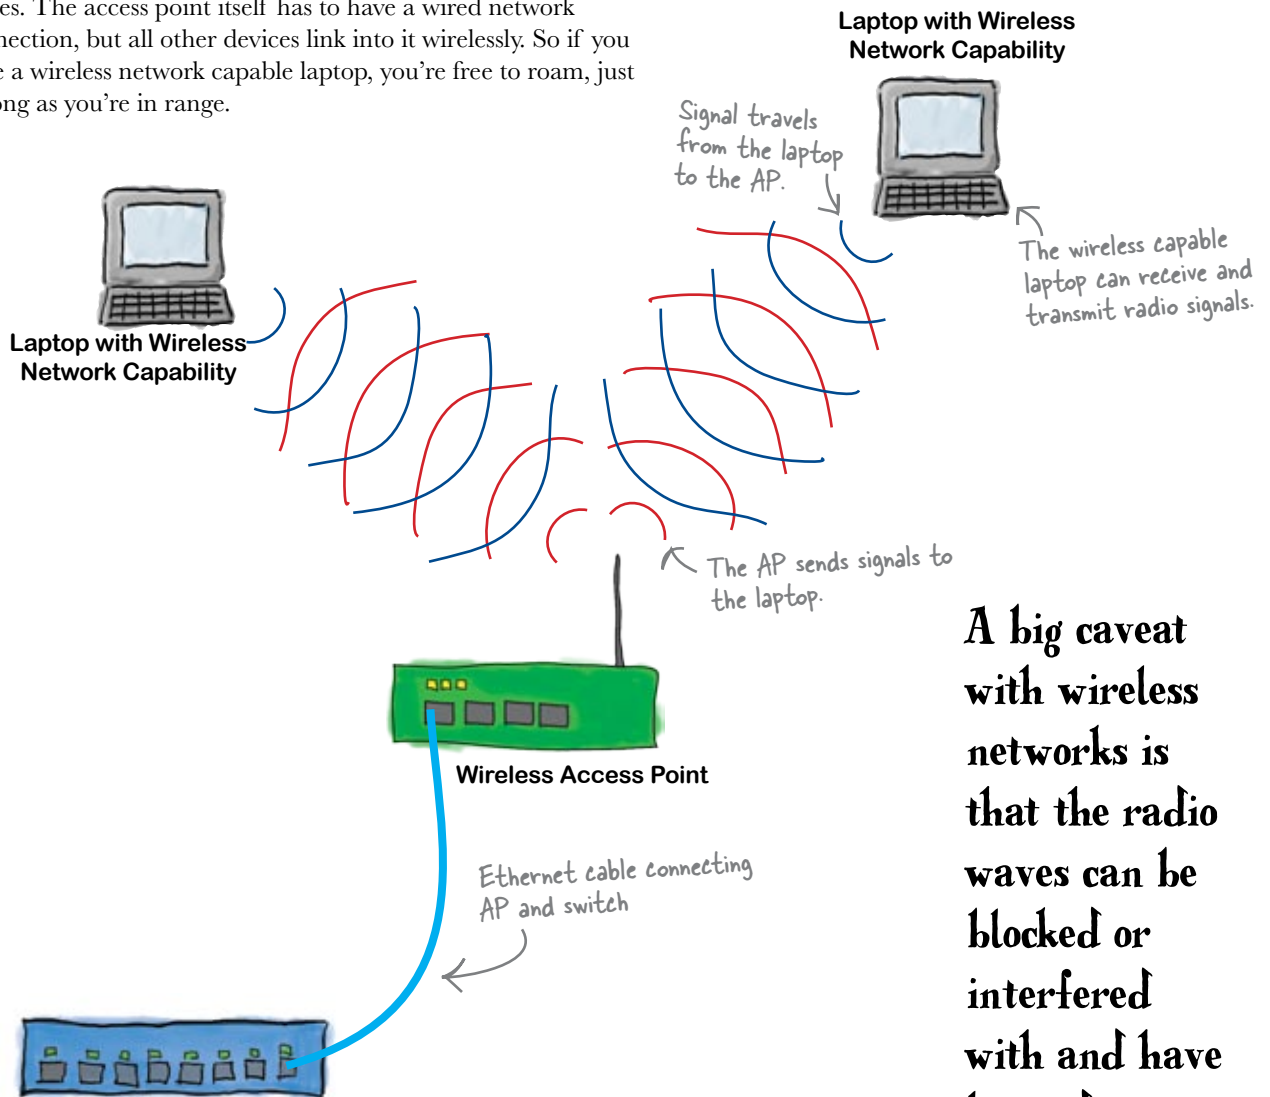 The access point itself has to have a wired network
but all other devices link into it wirelessly. So if you
a wireless network capable laptop, you're free to roam, just
as you're in range.
Laptop with Wireless
Network Capability
Signal travels
from the laptop
to the AP.
The wireless capable
laptop can receive and
transmit radio signals.
Laptop with Wireless
Network Capability
The AP sends signals to
the laptop.
Wireless Access Point
Ethernet cable connecting
AP and switch
A big caveat
with wireless
networks is
that the radio
waves can be
blocked or
interfered
with and have